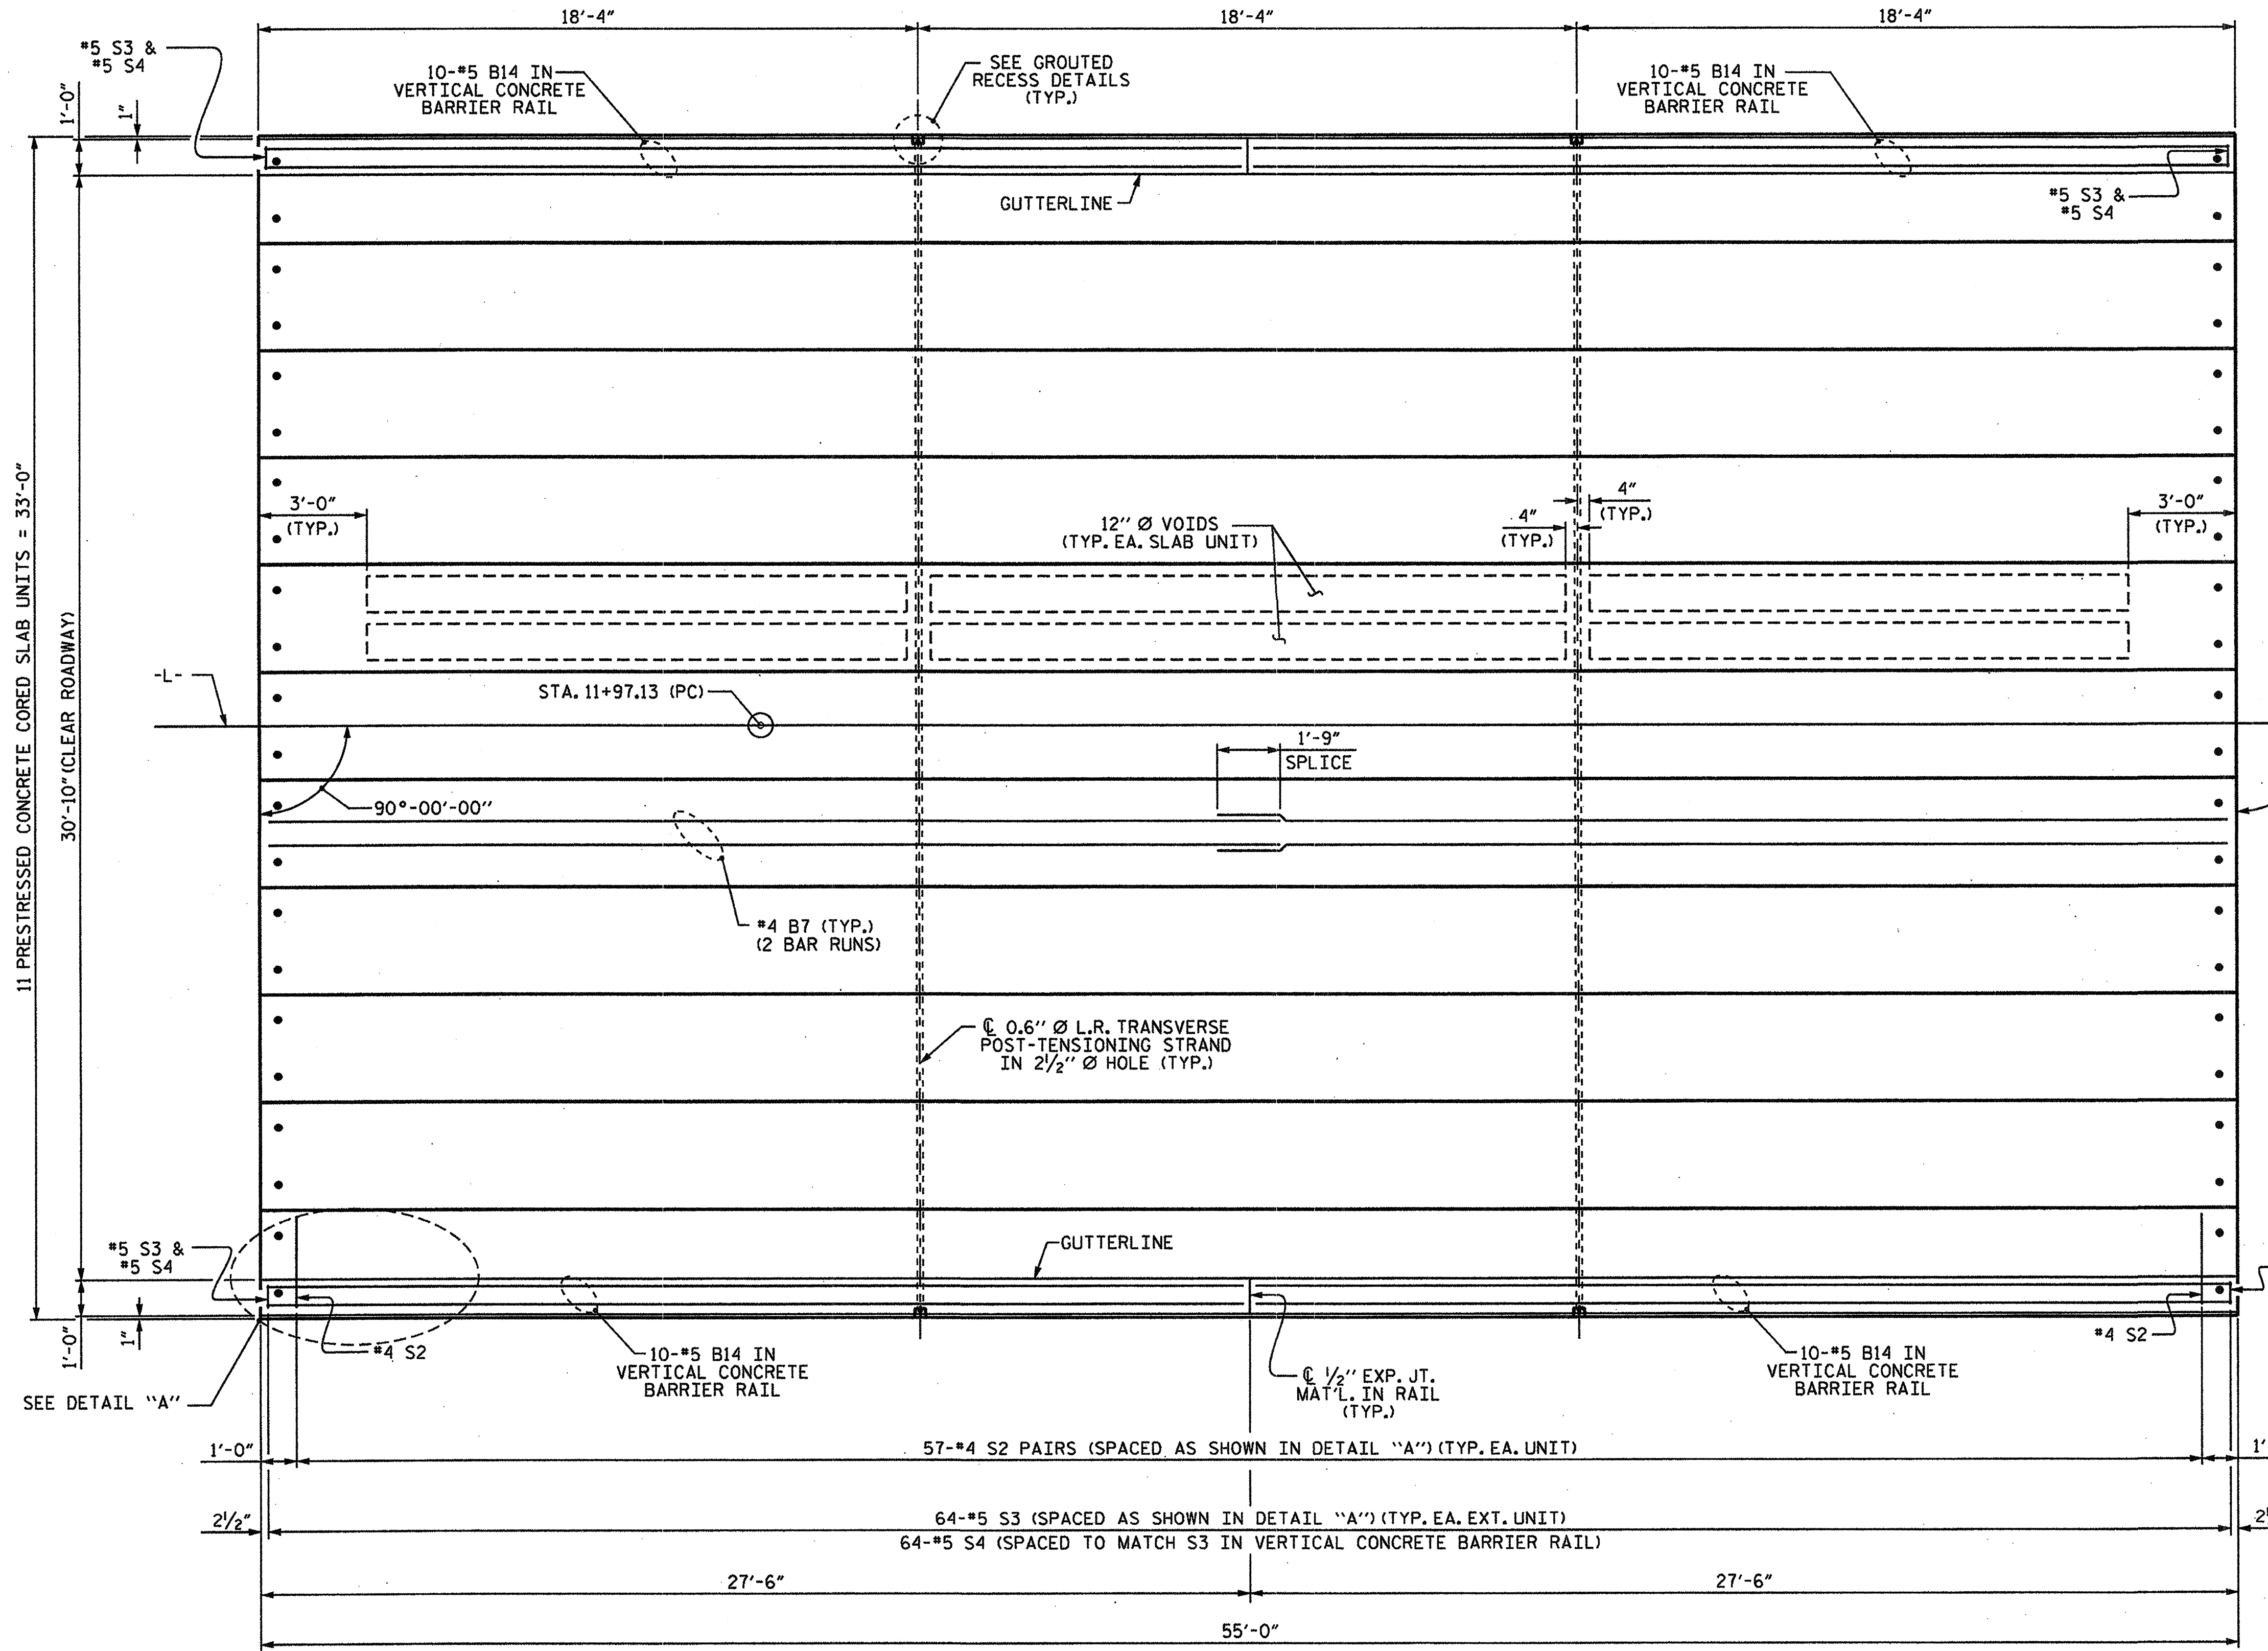 18'-4"
18'-4"
18'-4"
#5 S3 &
#5 S4
10-#5 B14 IN
VERTICAL CONCRETE
BARRIER RAIL
SEE GROUTED
RECESS DETAILS
(TYP.)
10-#5 B14 IN
VERTICAL CONCRETE
BARRIER RAIL
1'-0"
1"
GUTTERLINE
#5 S3 &
#5 S4
11 PRESTRESSED CONCRETE CORED SLAB UNITS = 33'-0"
30'-10" (CLEAR ROADWAY)
3'-0"
(TYP.)
12" Ø VOIDS
(TYP. EA. SLAB UNIT)
4"
(TYP.)
4"
(TYP.)
3'-0"
(TYP.)
-L-
STA. 11+97.13 (PC)
1'-9"
SPLICE
90°-00'-00"
#4 B7 (TYP.)
(2 BAR RUNS)
℄ 0.6" Ø L.R. TRANSVERSE
POST-TENSIONING STRAND
IN 2½" Ø HOLE (TYP.)
#5 S3 &
#5 S4
GUTTERLINE
1'-0"
1"
#4 S2
10-#5 B14 IN
VERTICAL CONCRETE
BARRIER RAIL
℄ ½" EXP. JT.
MAT'L. IN RAIL
(TYP.)
10-#5 B14 IN
VERTICAL CONCRETE
BARRIER RAIL
#4 S2
SEE DETAIL "A"
1'-0"
57-#4 S2 PAIRS (SPACED AS SHOWN IN DETAIL "A") (TYP. EA. UNIT)
2½"
64-#5 S3 (SPACED AS SHOWN IN DETAIL "A") (TYP. EA. EXT. UNIT)
64-#5 S4 (SPACED TO MATCH S3 IN VERTICAL CONCRETE BARRIER RAIL)
27'-6"
27'-6"
55'-0"